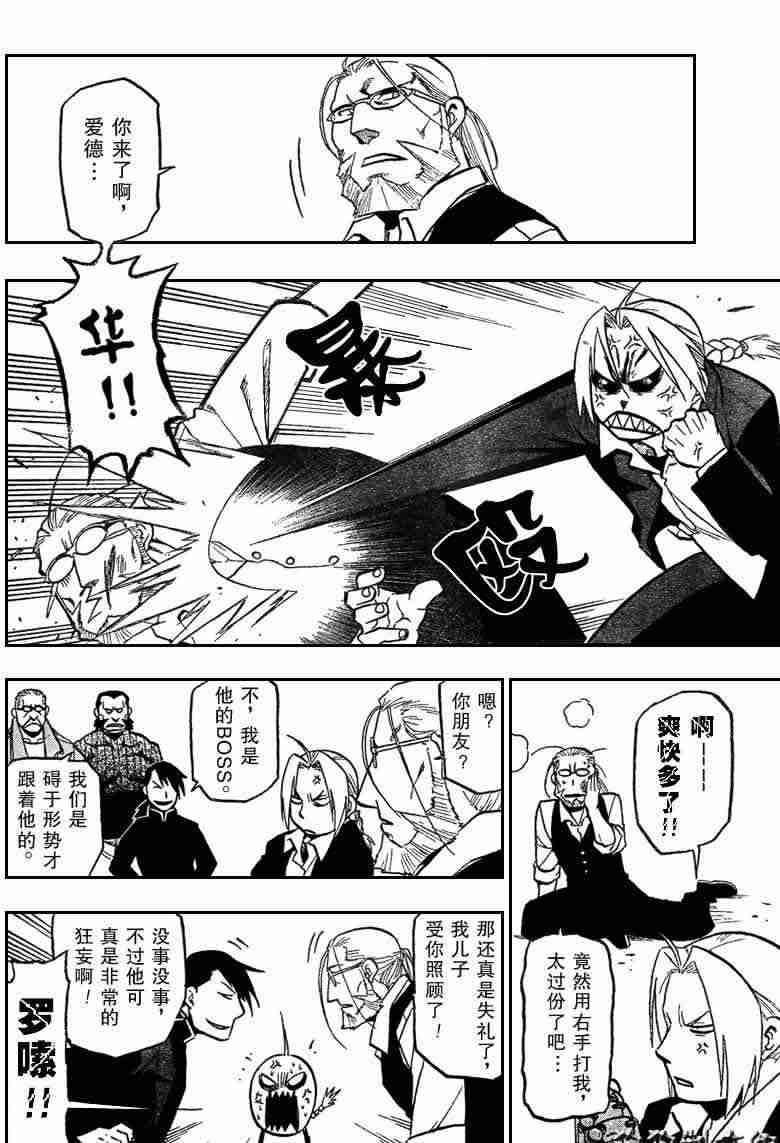 你来了啊，
爱德…
华！！
暴
殴
啊——
爽快多了！！
竟然用右手打我，
太过份了吧…
嗯？
你朋友？
不，我是
他的BOSS。
我们是
碍于形势才
跟着他的。
那还真是失礼了，
我儿子
受你照顾了！
没事没事，
不过他可
真是非常的
狂妄啊！
罗嗦！！